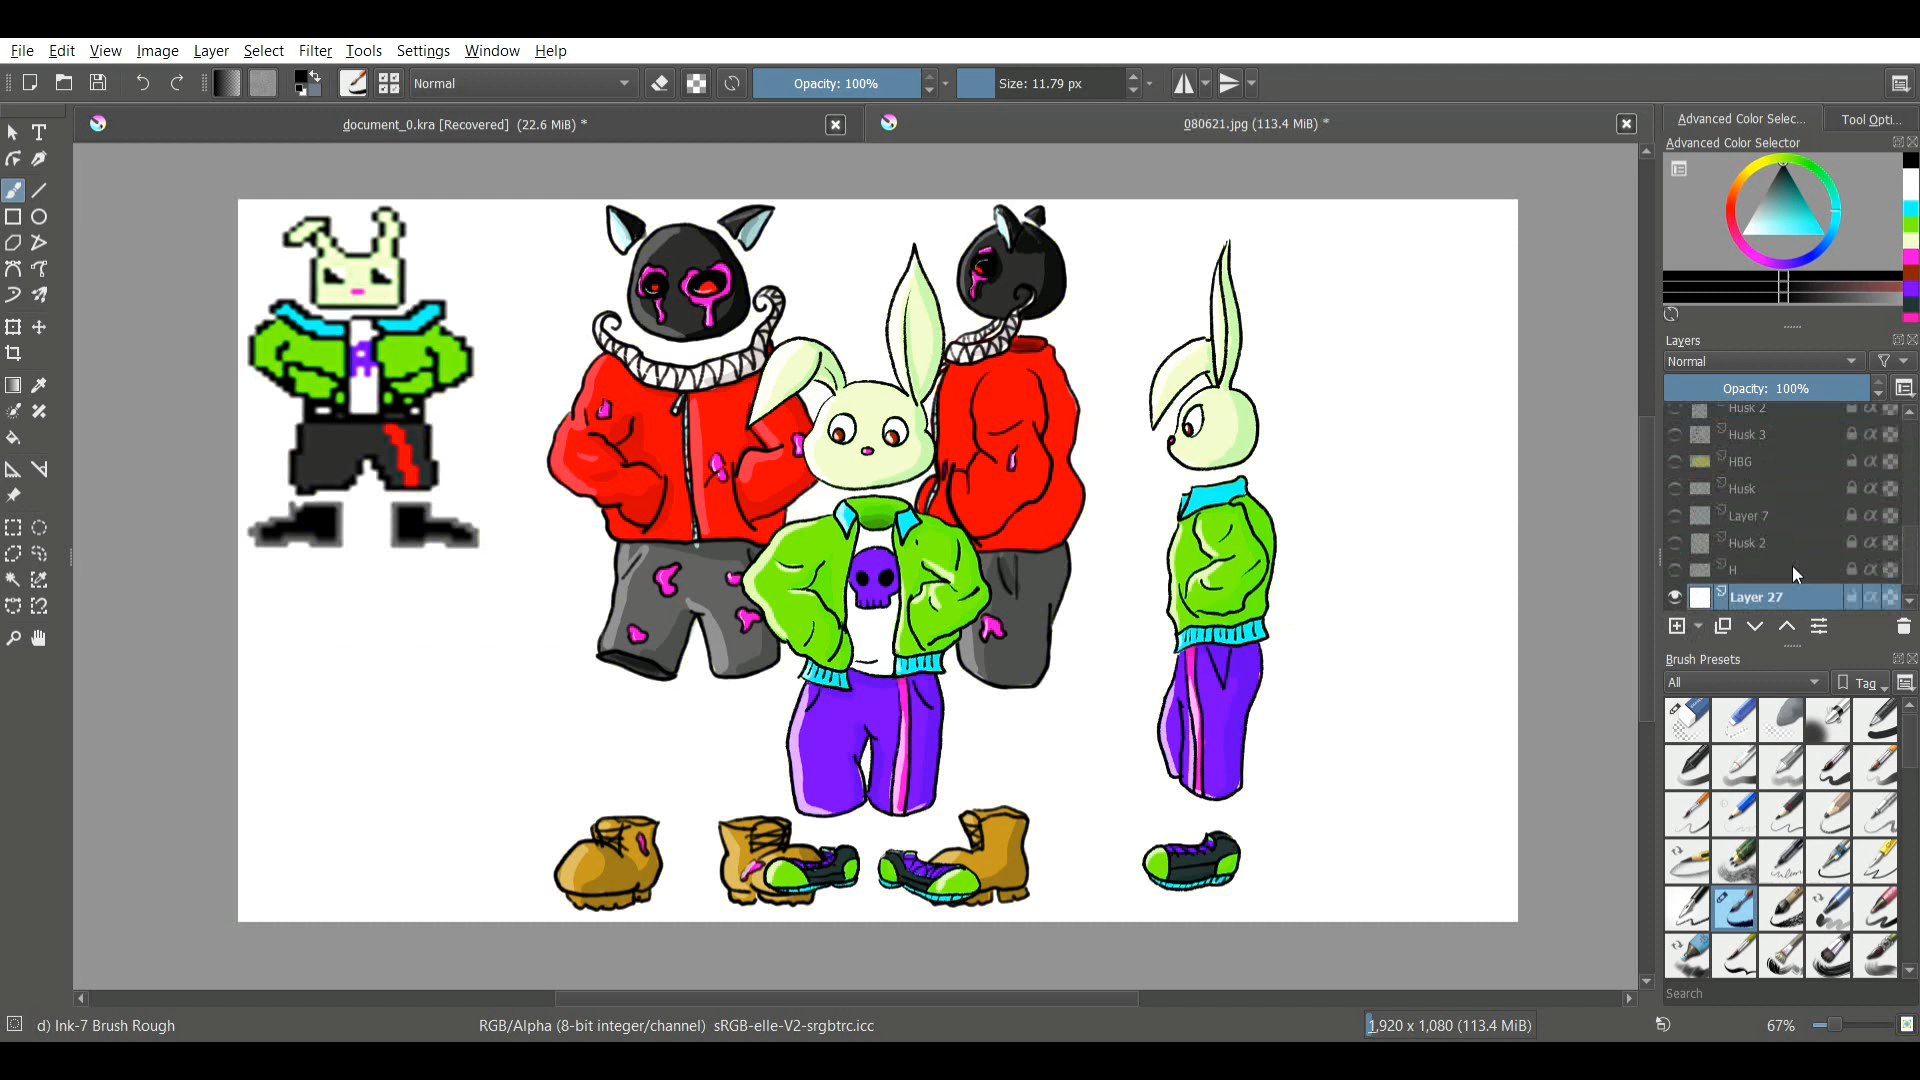 File Edit View Image Layer Select Filter Tools Settings Window Help
Normal Opacity: 100% Size: 11.79 px
document_0.kra [Recovered] (22.6 MiB) *
080621.jpg (113.4 MiB) *
Advanced Color Selec... Tool Opti...
Advanced Color Selector
Layers
Normal
Opacity: 100%
Husk 2
Husk 3
HBG
Husk
Layer 7
Husk 2
H
Layer 27
Brush Presets
All Tag
Search
d) Ink-7 Brush Rough
RGB/Alpha (8-bit integer/channel) sRGB-elle-V2-srgbtrc.icc
1,920 x 1,080 (113.4 MiB)
67%